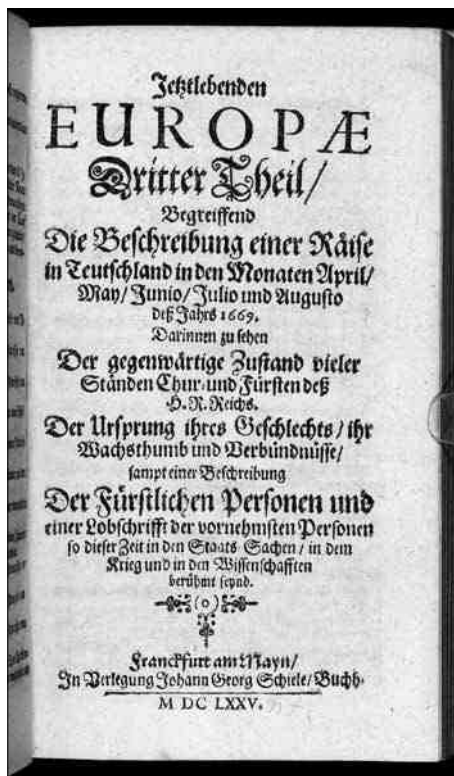 Jetztlebenden
EUROPÆ
Dritter Theil/
Begreiffend
Die Beschreibung einer Räise
in Teutschland in den Monaten April/
May/ Junio/ Julio und Augusto
deß Jahrs 1669.
Darinnen zu sehen
Der gegenwärtige Zustand vieler
Ständen Chur- und Fürsten deß
H. R. Reichs.
Der Ursprung ihres Geschlechts/ ihr
Wachsthumb und Verbündnüsse/
sampt einer Beschreibung
Der Fürstlichen Personen und
einer Lobschrifft der vornehmsten Personen
so dieser Zeit in den Staats-Sachen/ in dem
Krieg und in den Wissenschafften
berühmt seynd.
Franckfurt am Mayn/
In Verlegung Johann Georg Schiele/ Buchh.
M DC LXXV.